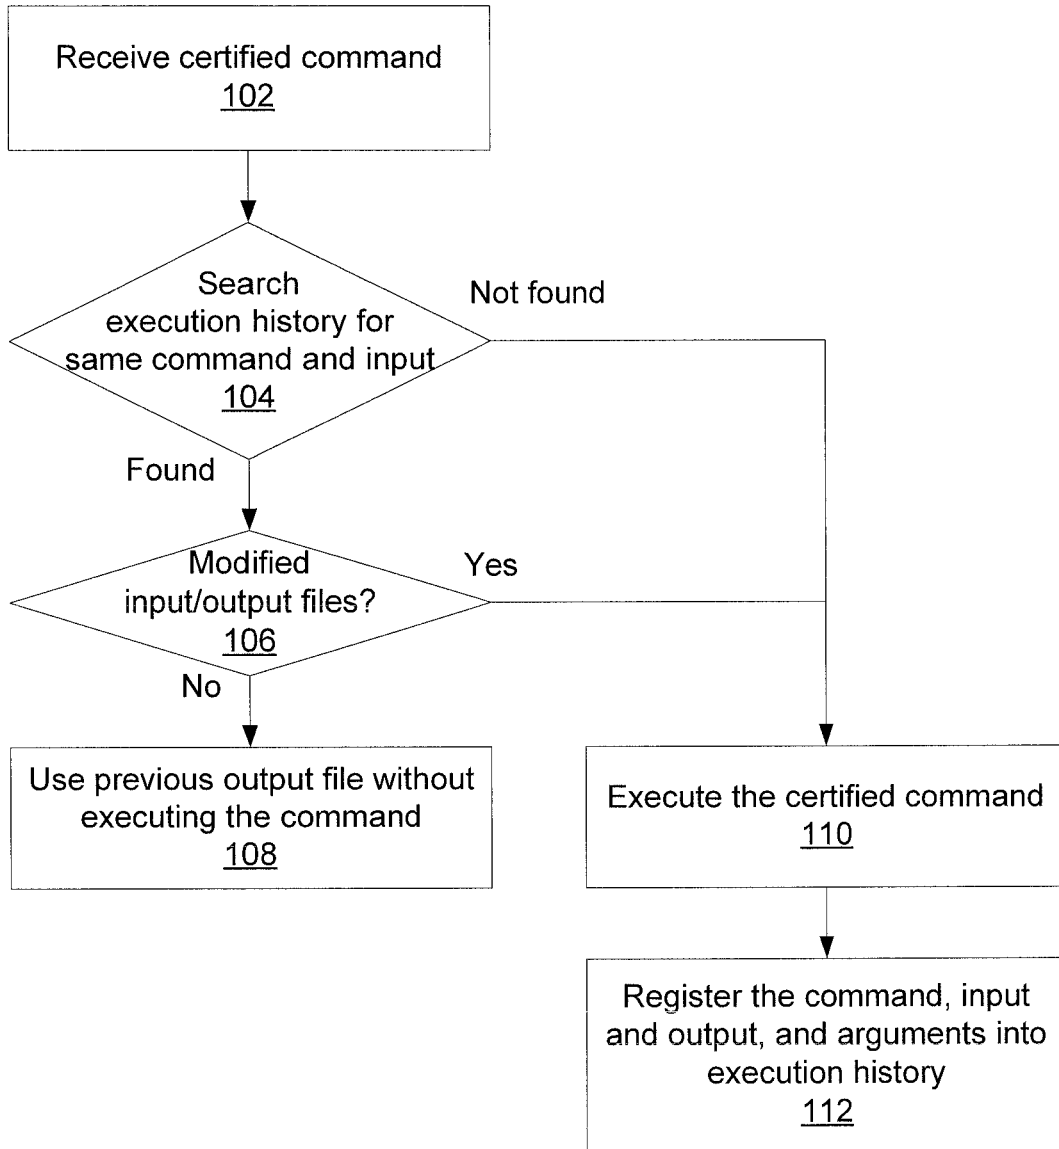 Receive certified command
102
Search
execution history for
same command and input
104
Not found
Found
Modified
input/output files?
106
Yes
No
Use previous output file without
executing the command
108
Execute the certified command
110
Register the command, input
and output, and arguments into
execution history
112